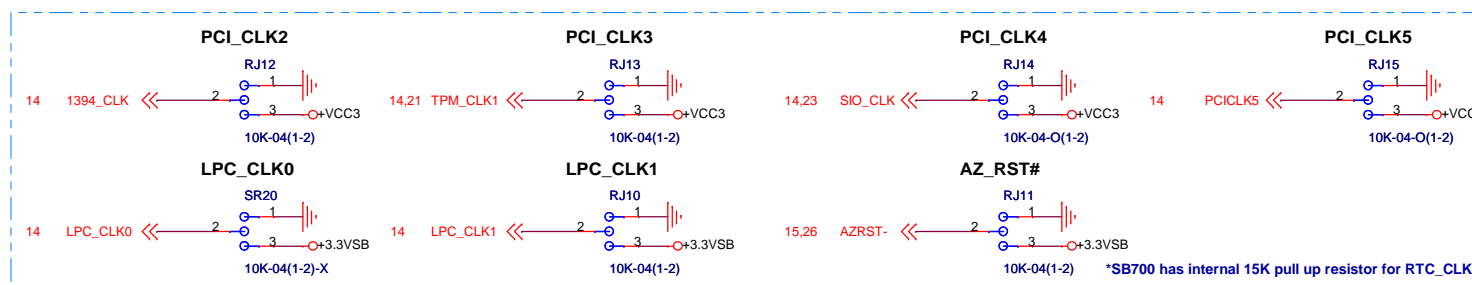 PCI_CLK2 PCI_CLK3 PCI_CLK4 PCI_CLK5
RJ12 RJ13 RJ14 RJ15
1 1 1 1
14 1394_CLK 2 14,21 TPM_CLK1 2 14,23 SIO_CLK 2 14 PCICLK5 2
3 +VCC3 3 +VCC3 3 +VCC3 3 +VCC
10K-04(1-2) 10K-04(1-2) 10K-04-O(1-2) 10K-04-O(1-2)
LPC_CLK0 LPC_CLK1 AZ_RST#
SR20 RJ10 RJ11
1 1 1
14 LPC_CLK0 2 14 LPC_CLK1 2 15,26 AZRST- 2
3 +3.3VSB 3 +3.3VSB 3 +3.3VSB
10K-04(1-2)-X 10K-04(1-2) 10K-04(1-2) *SB700 has internal 15K pull up resistor for RTC_CLK